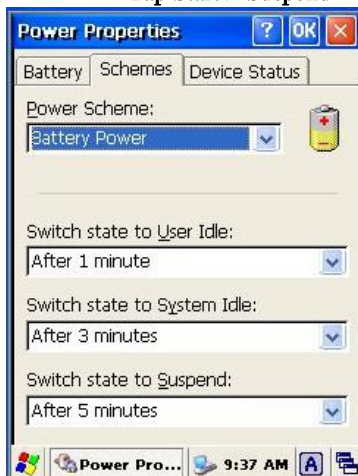 Power Properties ? OK ×
Battery Schemes Device Status
Power Scheme:
Battery Power
Switch state to User Idle:
After 1 minute
Switch state to System Idle:
After 3 minutes
Switch state to Suspend:
After 5 minutes
Power Pro... 9:37 AM A